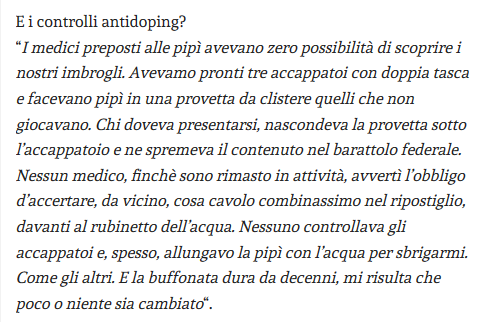 E i controlli antidoping?
“I medici preposti alle pipì avevano zero possibilità di scoprire i
nostri imbrogli. Avevamo pronti tre accappatoi con doppia tasca
e facevano pipì in una provetta da clistere quelli che non
giocavano. Chi doveva presentarsi, nascondeva la provetta sotto
l’accappatoio e ne spremeva il contenuto nel barattolo federale.
Nessun medico, finchè sono rimasto in attività, avvertì l’obbligo
d’accertare, da vicino, cosa cavolo combinassimo nel ripostiglio,
davanti al rubinetto dell’acqua. Nessuno controllava gli
accappatoi e, spesso, allungavo la pipì con l’acqua per sbrigarmi.
Come gli altri. E la buffonata dura da decenni, mi risulta che
poco o niente sia cambiato“.